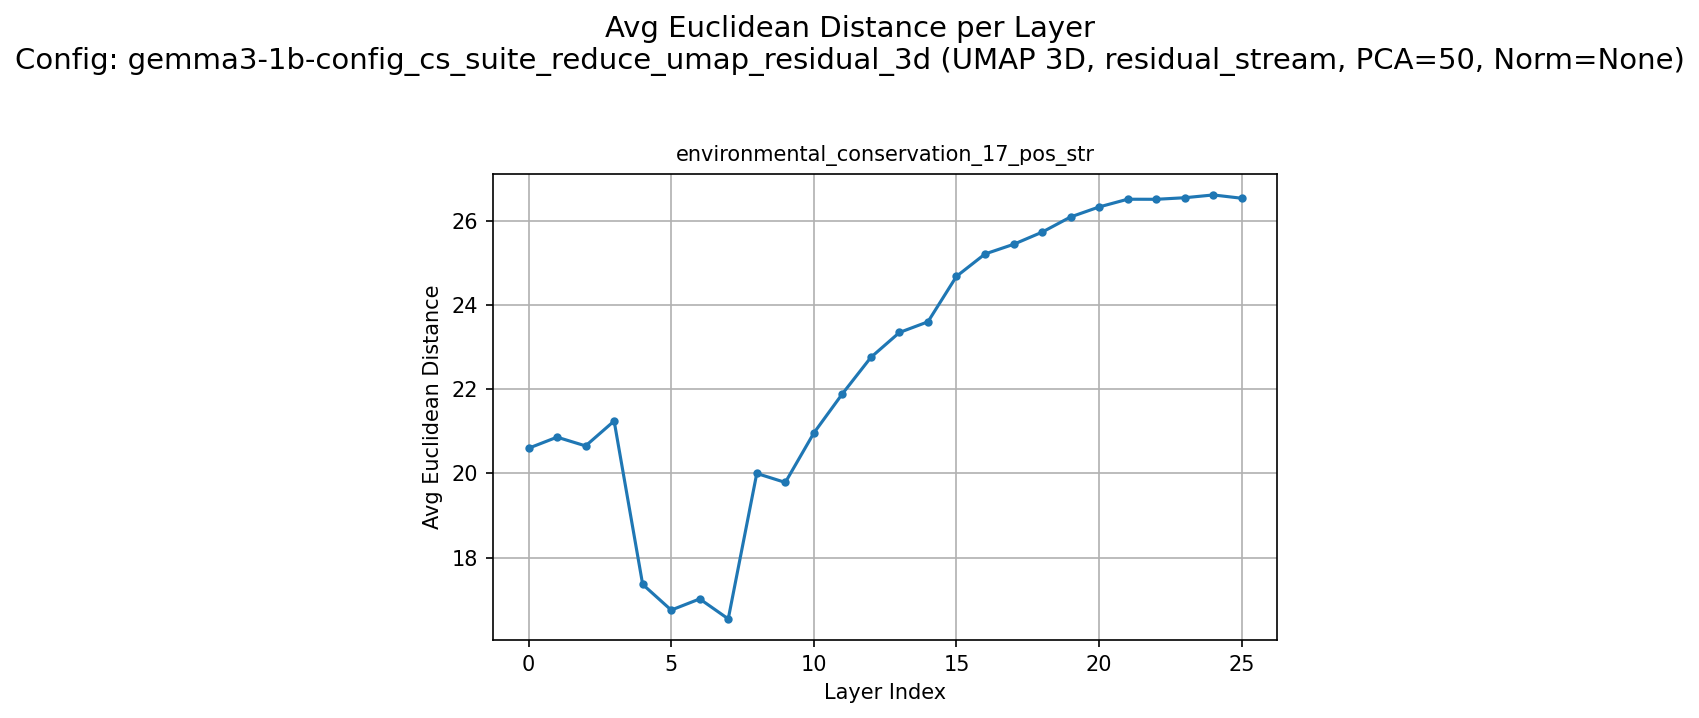 Avg Euclidean Distance per Layer
Config: gemma3-1b-config_cs_suite_reduce_umap_residual_3d (UMAP 3D, residual_stream, PCA=50, Norm=None)
environmental_conservation_17_pos_str
Avg Euclidean Distance
26
24
22
20
18
0 5 10 15 20 25
Layer Index